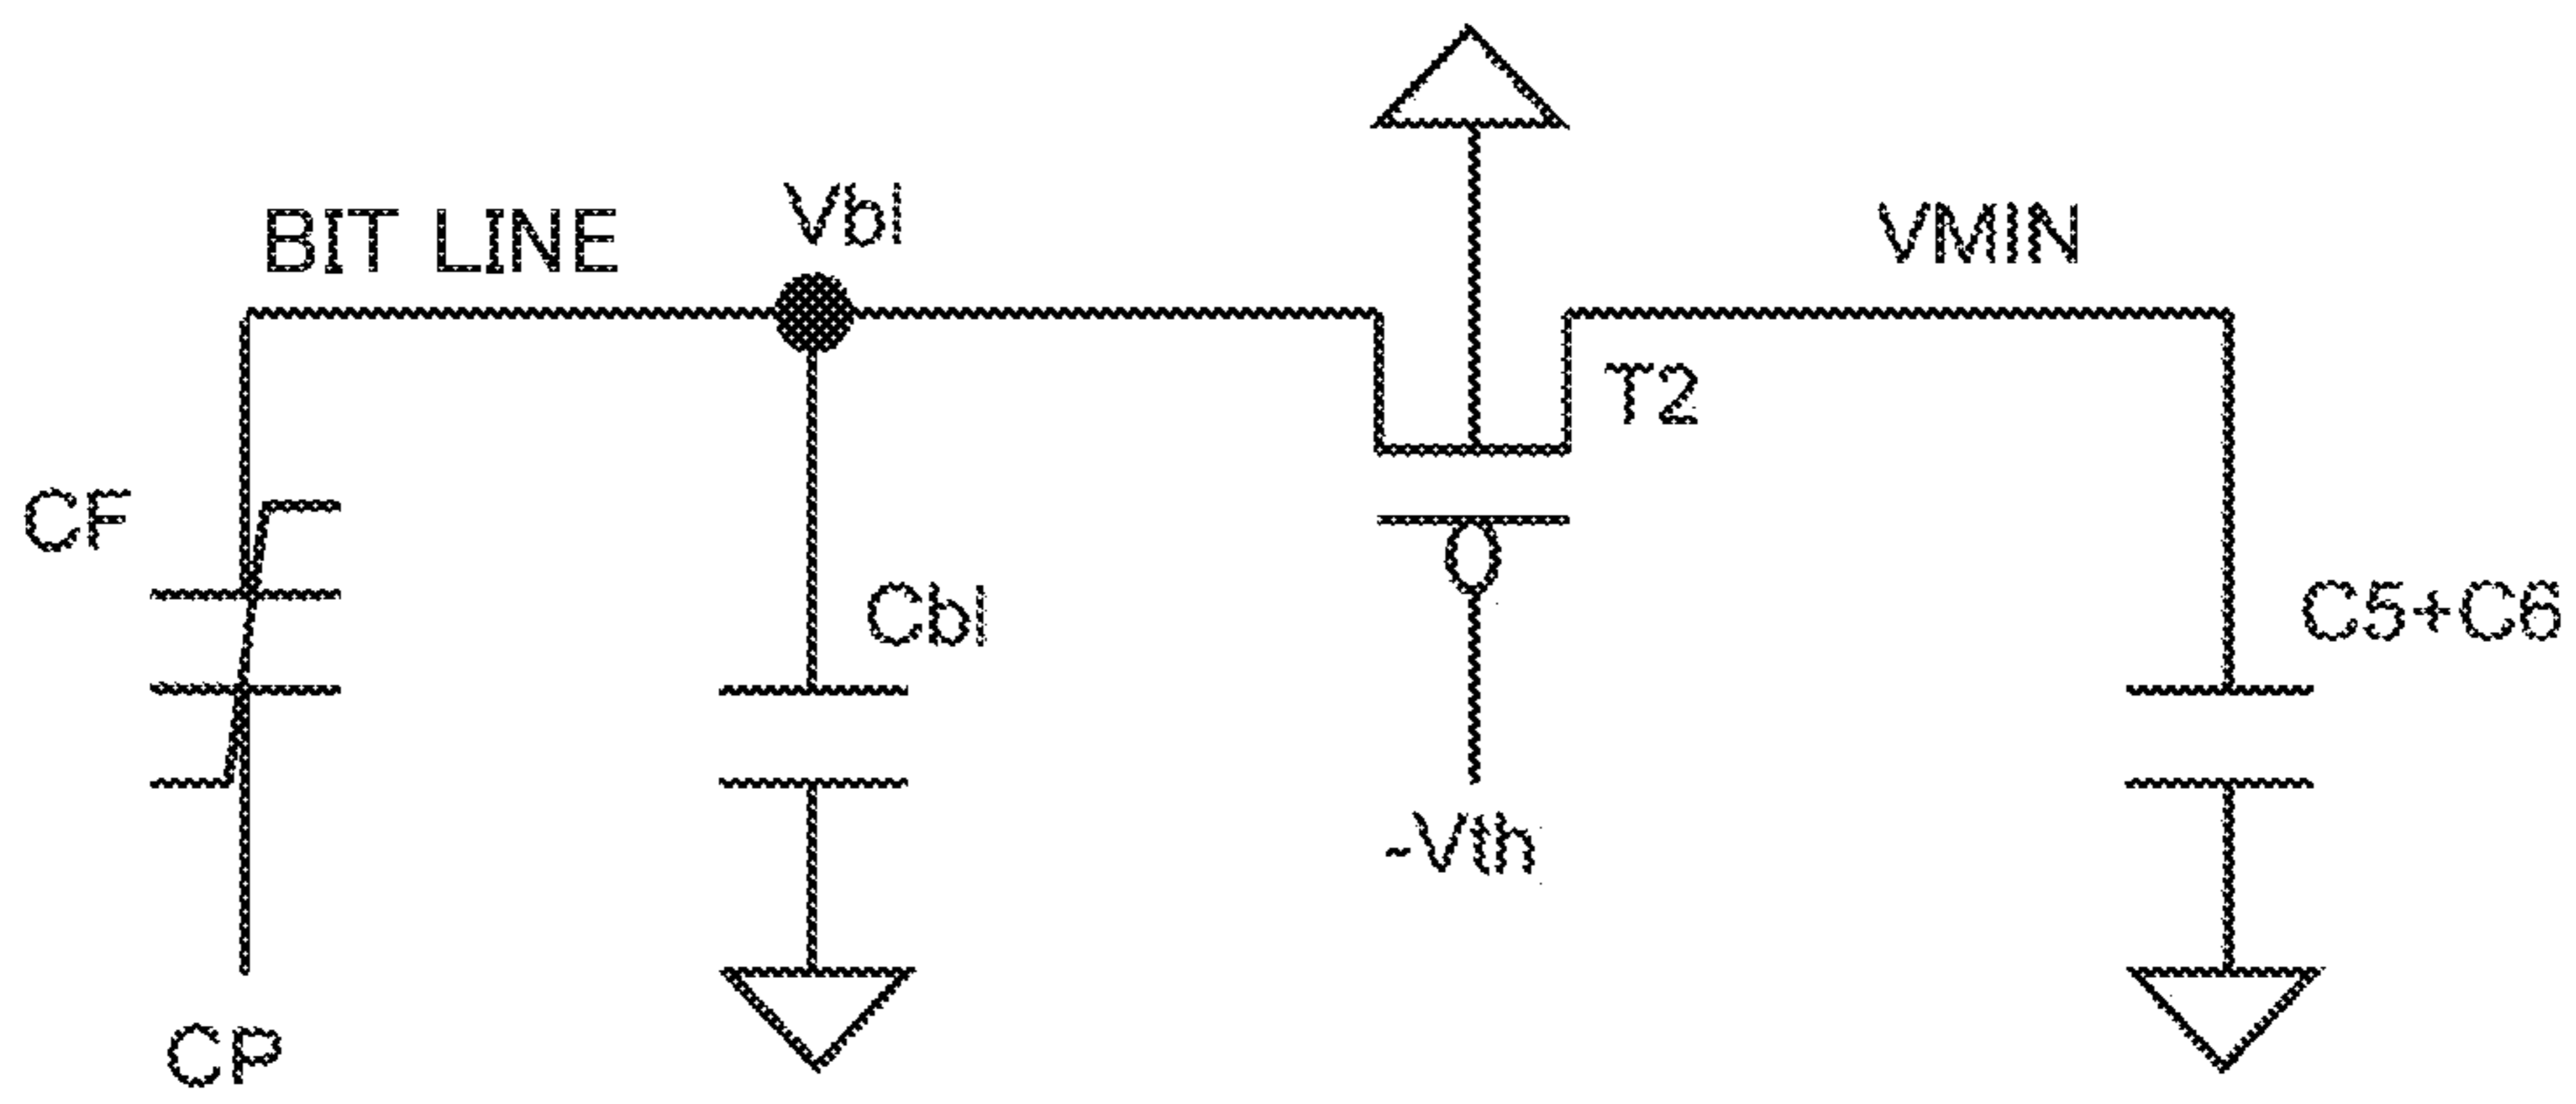 BIT LINE
Vbl
VMIN
T2
CF
Cbl
C5+C6
-Vth
CP